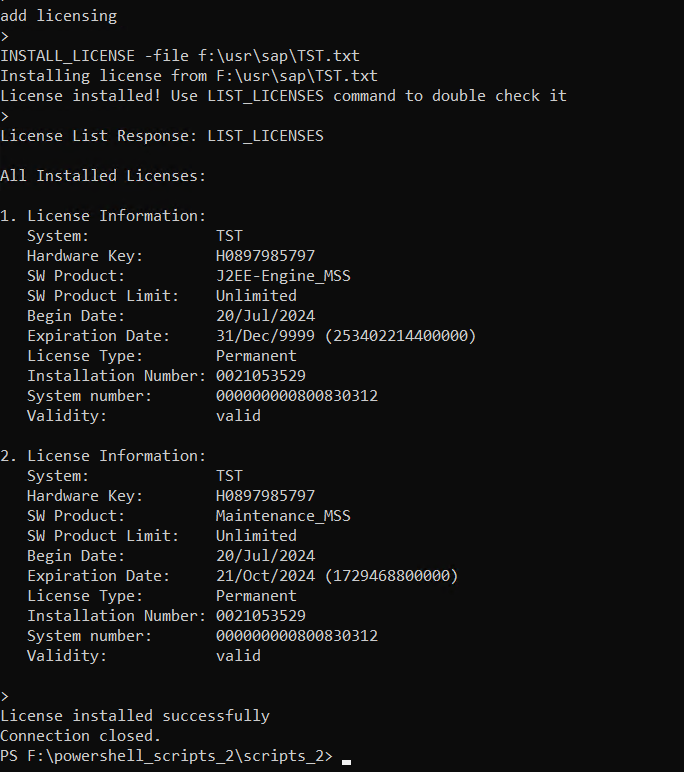 add licensing
>
INSTALL_LICENSE -file f:\usr\sap\TST.txt
Installing license from F:\usr\sap\TST.txt
License installed! Use LIST_LICENSES command to double check it
>
License List Response: LIST_LICENSES
All Installed Licenses:
1. License Information:
System: TST
Hardware Key: H0897985797
SW Product: J2EE-Engine_MSS
SW Product Limit: Unlimited
Begin Date: 20/Jul/2024
Expiration Date: 31/Dec/9999 (253402214400000)
License Type: Permanent
Installation Number: 0021053529
System number: 000000000800830312
Validity: valid
2. License Information:
System: TST
Hardware Key: H0897985797
SW Product: Maintenance_MSS
SW Product Limit: Unlimited
Begin Date: 20/Jul/2024
Expiration Date: 21/Oct/2024 (1729468800000)
License Type: Permanent
Installation Number: 0021053529
System number: 000000000800830312
Validity: valid
>
License installed successfully
Connection closed.
PS F:\powershell_scripts_2\scripts_2>